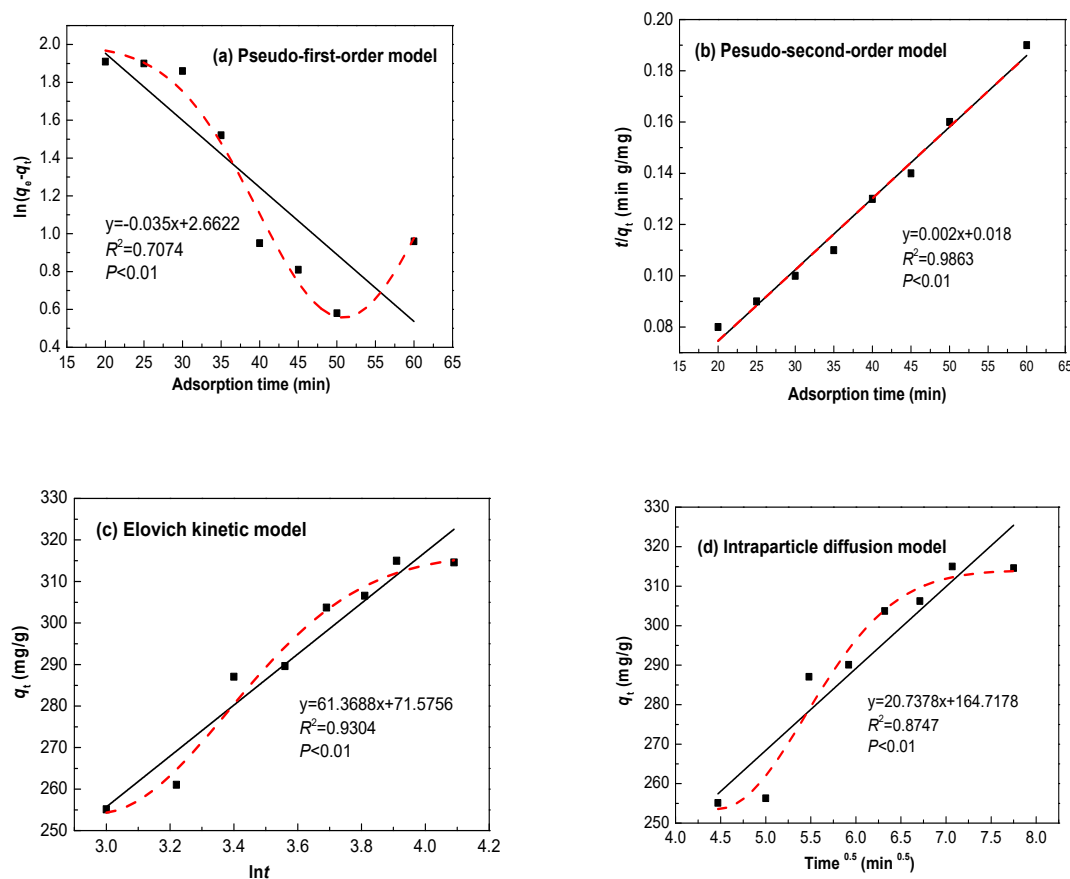 (a) Pseudo-first-order model
ln(qe-qt)
2.0
1.8
1.6
1.4
1.2
1.0
0.8
0.6
0.4
y=-0.035x+2.6622
R²=0.7074
P<0.01
15 20 25 30 35 40 45 50 55 60 65
Adsorption time (min)
(b) Pesudo-second-order model
t/qt (min g/mg)
0.20
0.18
0.16
0.14
0.12
0.10
0.08
y=0.002x+0.018
R²=0.9863
P<0.01
15 20 25 30 35 40 45 50 55 60 65
Adsorption time (min)
(c) Elovich kinetic model
qt (mg/g)
330
320
310
300
290
280
270
260
250
y=61.3688x+71.5756
R²=0.9304
P<0.01
3.0 3.2 3.4 3.6 3.8 4.0 4.2
lnt
(d) Intraparticle diffusion model
qt (mg/g)
330
320
310
300
290
280
270
260
250
y=20.7378x+164.7178
R²=0.8747
P<0.01
4.0 4.5 5.0 5.5 6.0 6.5 7.0 7.5 8.0
Time 0.5 (min 0.5)